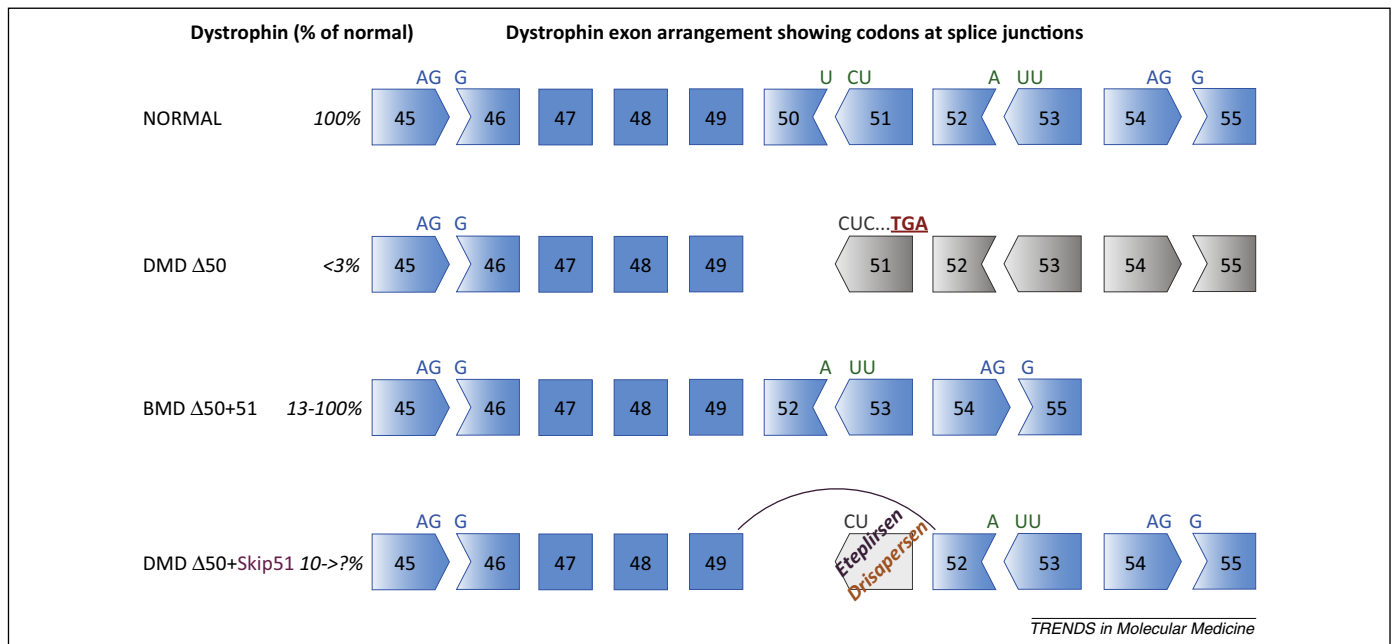 Dystrophin (% of normal) Dystrophin exon arrangement showing codons at splice junctions
AG G U CU A UU AG G
NORMAL 100% 45 46 47 48 49 50 51 52 53 54 55
AG G CUC...TGA
DMD Δ50 <3% 45 46 47 48 49 51 52 53 54 55
AG G A UU AG G
BMD Δ50+51 13-100% 45 46 47 48 49 52 53 54 55
AG G CU A UU AG G
DMD Δ50+Skip51 10->?% 45 46 47 48 49 Eteplirsen Drisapersen 52 53 54 55
TRENDS in Molecular Medicine